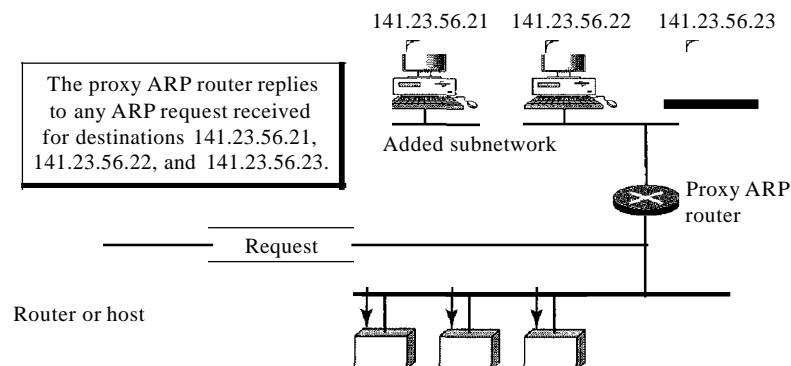 141.23.56.21 141.23.56.22 141.23.56.23
The proxy ARP router replies
to any ARP request received
for destinations 141.23.56.21,
141.23.56.22, and 141.23.56.23.
Added subnetwork
Proxy ARP
router
Request
Router or host